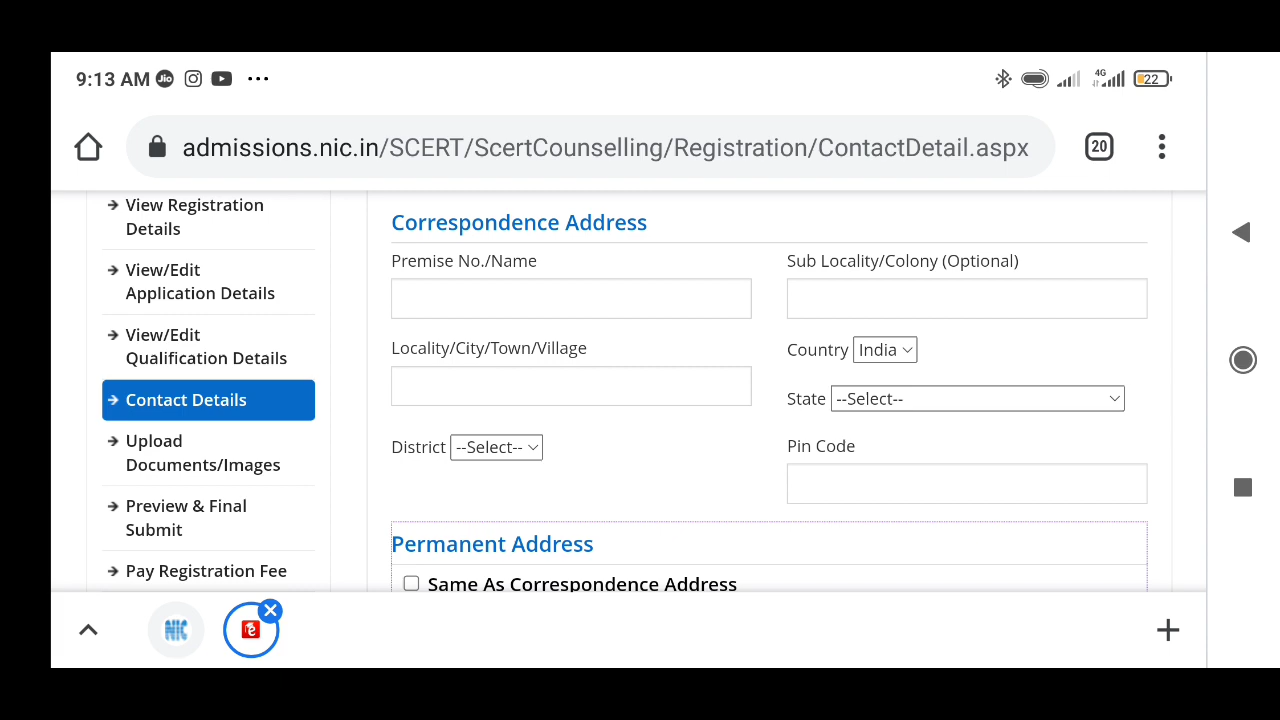 9:13 AM Jio
4G
22
admissions.nic.in/SCERT/ScertCounselling/Registration/ContactDetail.aspx
20
View Registration
Details
View/Edit
Application Details
View/Edit
Qualification Details
Contact Details
Upload
Documents/Images
Preview & Final
Submit
Pay Registration Fee
Correspondence Address
Premise No./Name
Sub Locality/Colony (Optional)
Locality/City/Town/Village
Country India
State --Select--
District --Select--
Pin Code
Permanent Address
Same As Correspondence Address
NIC